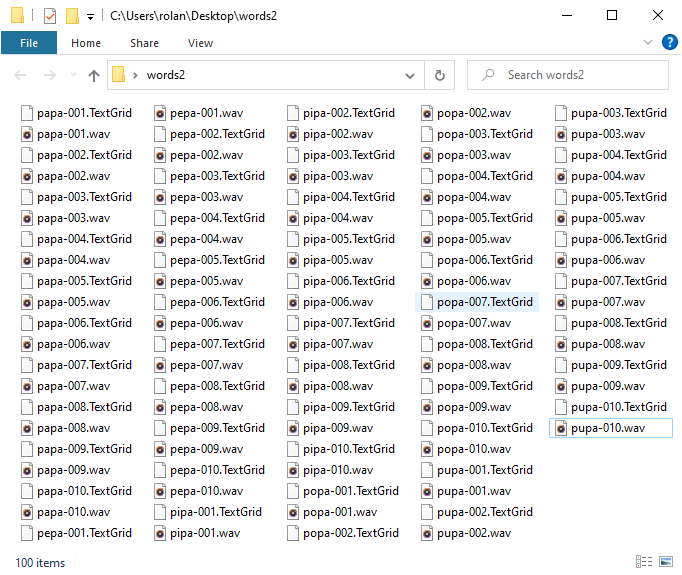 C:\Users\rolan\Desktop\words2
File Home Share View
words2
Search words2
papa-001.TextGrid
papa-001.wav
papa-002.TextGrid
papa-002.wav
papa-003.TextGrid
papa-003.wav
papa-004.TextGrid
papa-004.wav
papa-005.TextGrid
papa-005.wav
papa-006.TextGrid
papa-006.wav
papa-007.TextGrid
papa-007.wav
papa-008.TextGrid
papa-008.wav
papa-009.TextGrid
papa-009.wav
papa-010.TextGrid
papa-010.wav
pepa-001.TextGrid
pepa-001.wav
pepa-002.TextGrid
pepa-002.wav
pepa-003.TextGrid
pepa-003.wav
pepa-004.TextGrid
pepa-004.wav
pepa-005.TextGrid
pepa-005.wav
pepa-006.TextGrid
pepa-006.wav
pepa-007.TextGrid
pepa-007.wav
pepa-008.TextGrid
pepa-008.wav
pepa-009.TextGrid
pepa-009.wav
pepa-010.TextGrid
pepa-010.wav
pipa-001.TextGrid
pipa-001.wav
pipa-002.TextGrid
pipa-002.wav
pipa-003.TextGrid
pipa-003.wav
pipa-004.TextGrid
pipa-004.wav
pipa-005.TextGrid
pipa-005.wav
pipa-006.TextGrid
pipa-006.wav
pipa-007.TextGrid
pipa-007.wav
pipa-008.TextGrid
pipa-008.wav
pipa-009.TextGrid
pipa-009.wav
pipa-010.TextGrid
pipa-010.wav
popa-001.TextGrid
popa-001.wav
popa-002.TextGrid
popa-002.wav
popa-003.TextGrid
popa-003.wav
popa-004.TextGrid
popa-004.wav
popa-005.TextGrid
popa-005.wav
popa-006.TextGrid
popa-006.wav
popa-007.TextGrid
popa-007.wav
popa-008.TextGrid
popa-008.wav
popa-009.TextGrid
popa-009.wav
popa-010.TextGrid
popa-010.wav
pupa-001.TextGrid
pupa-001.wav
pupa-002.TextGrid
pupa-002.wav
pupa-003.TextGrid
pupa-003.wav
pupa-004.TextGrid
pupa-004.wav
pupa-005.TextGrid
pupa-005.wav
pupa-006.TextGrid
pupa-006.wav
pupa-007.TextGrid
pupa-007.wav
pupa-008.TextGrid
pupa-008.wav
pupa-009.TextGrid
pupa-009.wav
pupa-010.TextGrid
pupa-010.wav
100 items